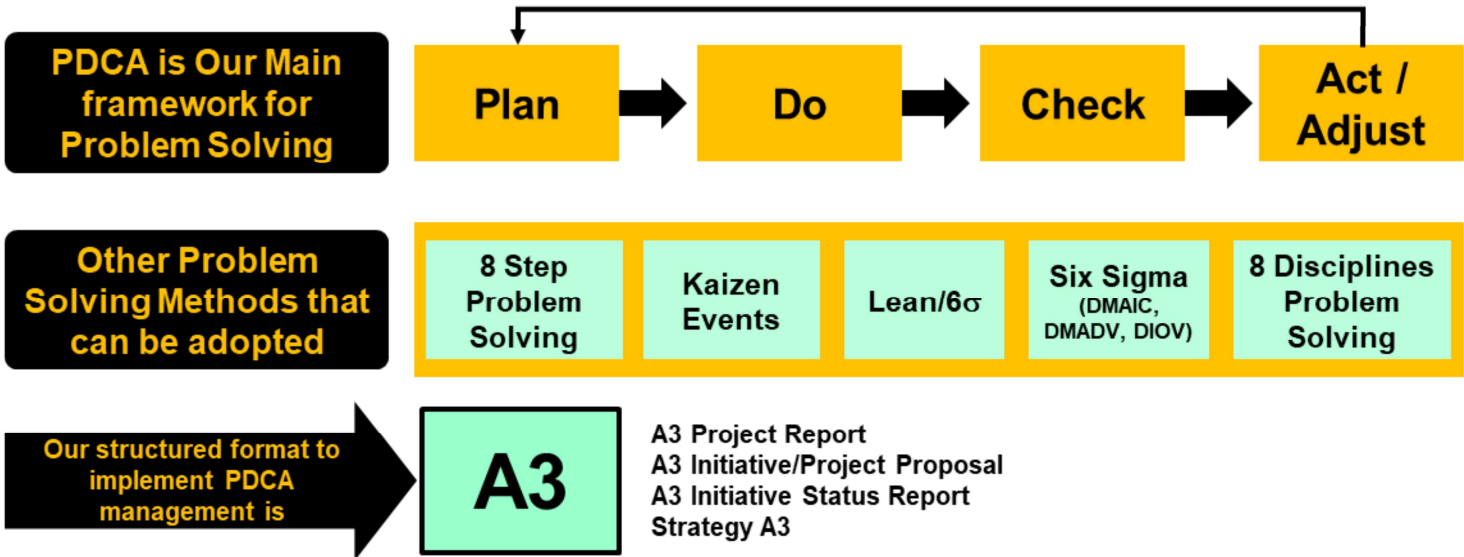 PDCA is Our Main
framework for
Problem Solving
Plan
Do
Check
Act /
Adjust
Other Problem
Solving Methods that
can be adopted
8 Step
Problem
Solving
Kaizen
Events
Lean/6σ
Six Sigma
(DMAIC,
DMADV, DIOV)
8 Disciplines
Problem
Solving
Our structured format to
implement PDCA
management is
A3
A3 Project Report
A3 Initiative/Project Proposal
A3 Initiative Status Report
Strategy A3